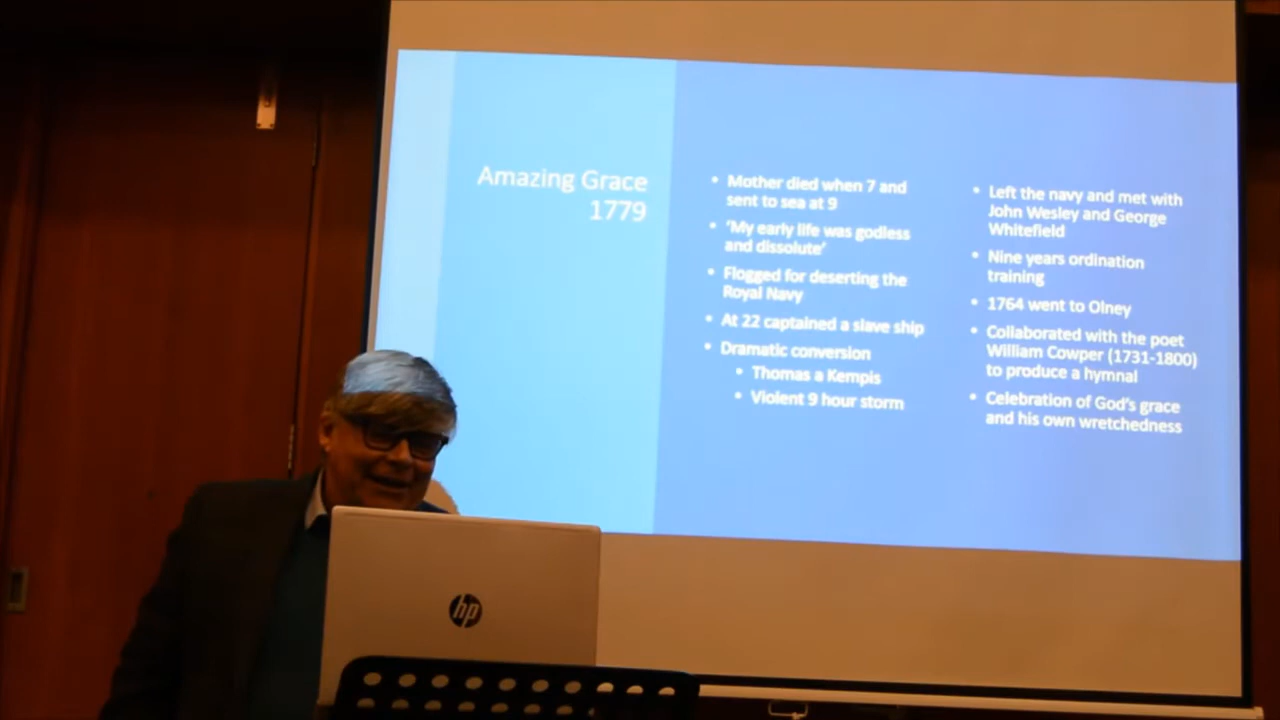 Amazing Grace
1779
• Mother died when 7 and
sent to sea at 9
• 'My early life was godless
and dissolute'
• Flogged for deserting the
Royal Navy
• At 22 captained a slave ship
• Dramatic conversion
• Thomas a Kempis
• Violent 9 hour storm
• Left the navy and met with
John Wesley and George
Whitefield
• Nine years ordination
training
• 1764 went to Olney
• Collaborated with the poet
William Cowper (1731-1800)
to produce a hymnal
• Celebration of God's grace
and his own wretchedness
hp